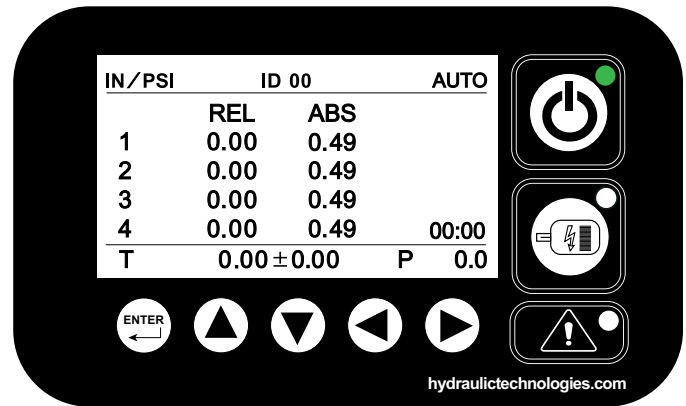 IN/PSI ID 00 AUTO
REL ABS
1 0.00 0.49
2 0.00 0.49
3 0.00 0.49
4 0.00 0.49 00:00
T 0.00±0.00 P 0.0
ENTER
hydraulictechnologies.com